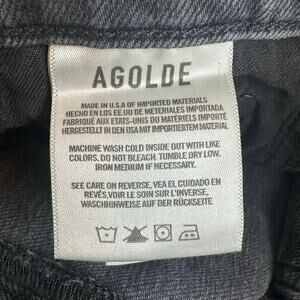 AGOLDE
MADE IN U.S.A OF IMPORTED MATERIALS
HECHO EN LOS EE.UU DE METERIALES IMPORTADA
FABRIQUÉ AUX ETATS-UNIS DU MATÉRIEL IMPORTÉ
HERGESTELLT IN DEN USA MIT IMPORTIERTEM MATERIAL
MACHINE WASH COLD INSIDE OUT WITH LIKE
COLORS. DO NOT BLEACH. TUMBLE DRY LOW.
IRON MEDIUM IF NECESSARY.
SEE CARE ON REVERSE, VEA EL CUIDADO EN
REVÉS, VOIR LE SOIN SUR L'INVERSE,
WASCHHINWEISE AUF DER RÜCKSEITE